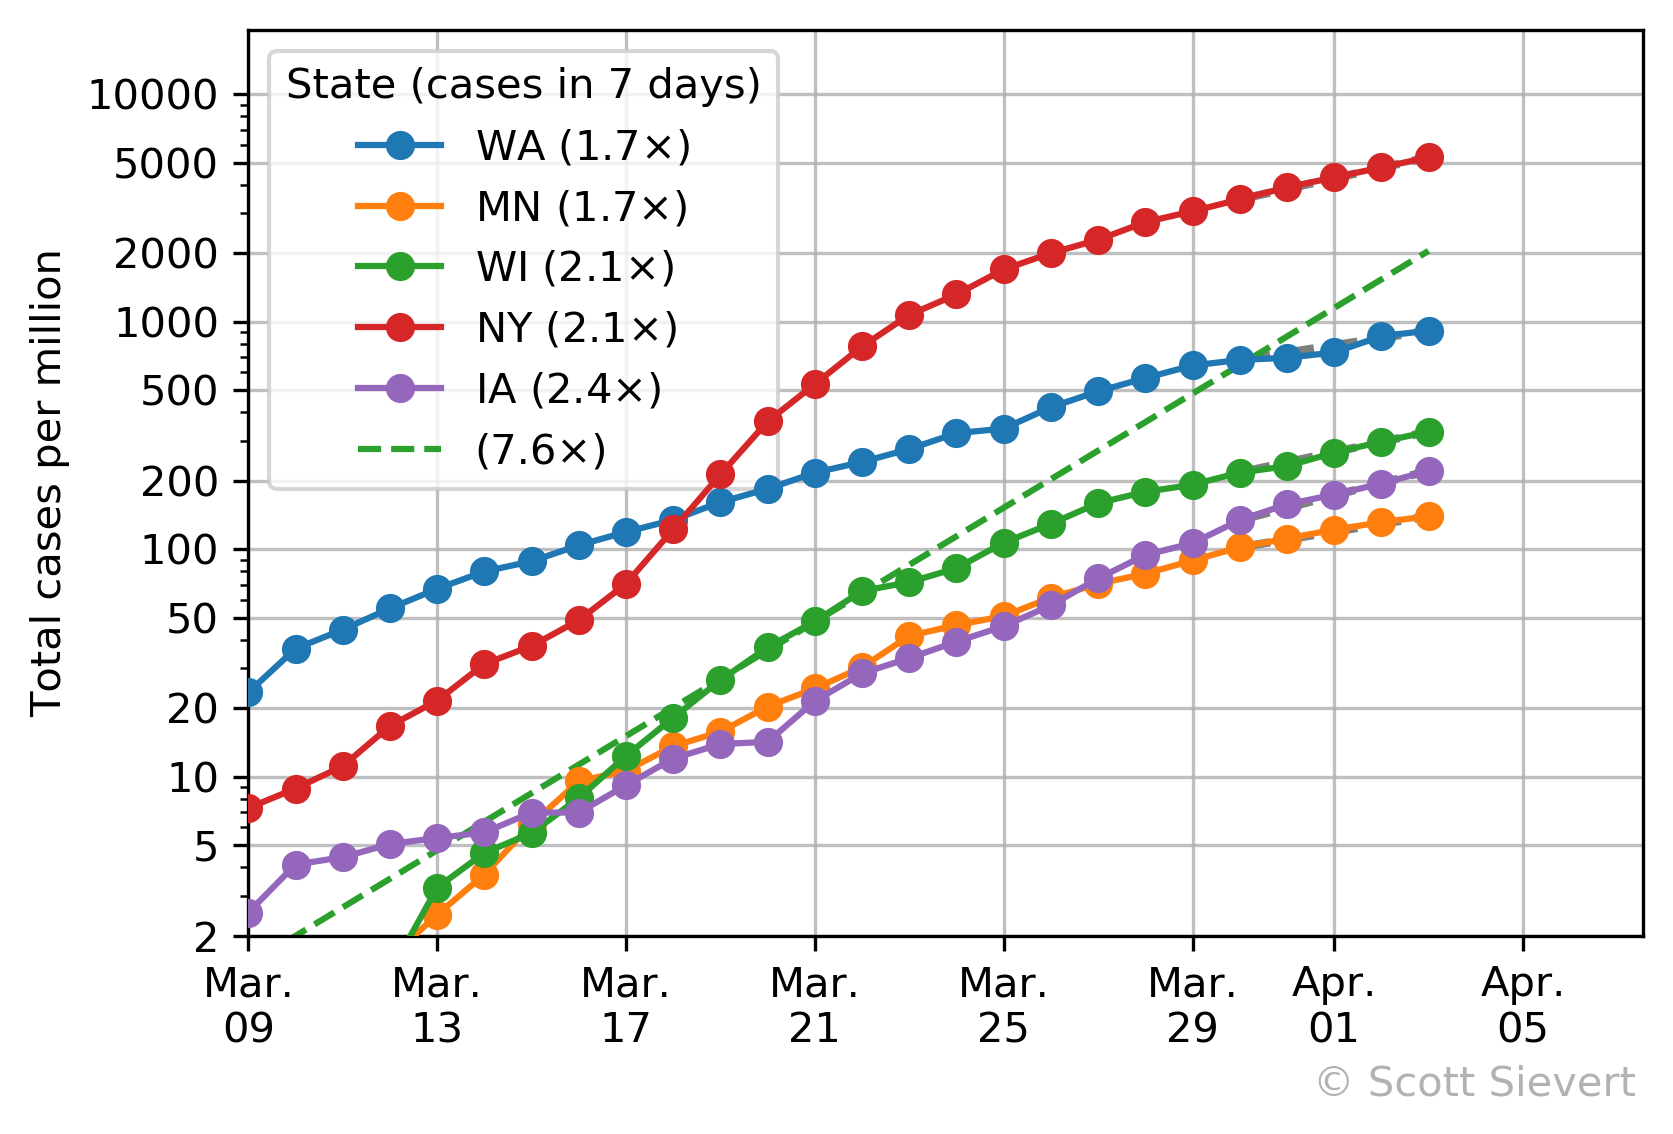 Total cases per million
10000
5000
2000
1000
500
200
100
50
20
10
5
2
State (cases in 7 days)
WA (1.7×)
MN (1.7×)
WI (2.1×)
NY (2.1×)
IA (2.4×)
(7.6×)
Mar. Mar. Mar. Mar. Mar. Mar. Apr. Apr.
09 13 17 21 25 29 01 05
© Scott Sievert